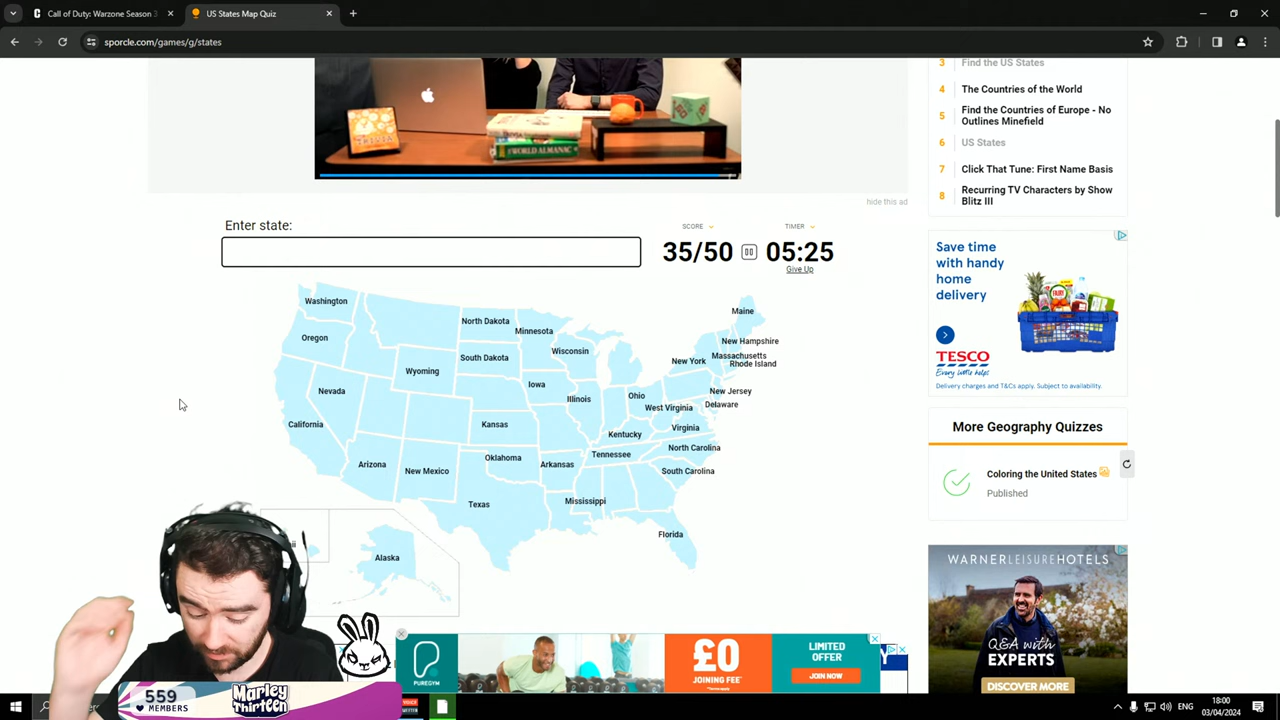 Call of Duty: Warzone Season 3
US States Map Quiz
sporcle.com/games/g/states
TRIVIA
WORLD ALMANAC
hide this ad
3 Find the US States
4 The Countries of the World
5 Find the Countries of Europe - No
Outlines Minefield
6 US States
7 Click That Tune: First Name Basis
8 Recurring TV Characters by Show
Blitz III
Enter state:
SCORE
TIMER
35/50
05:25
Give Up
Washington
Oregon
Nevada
California
Arizona
Wyoming
New Mexico
North Dakota
South Dakota
Kansas
Oklahoma
Texas
Minnesota
Iowa
Wisconsin
Illinois
Arkansas
Mississippi
Ohio
Kentucky
Tennessee
West Virginia
Virginia
North Carolina
South Carolina
Florida
New York
Maine
New Hampshire
Massachusetts
Rhode Island
New Jersey
Delaware
Alaska
Save time
with handy
home
delivery
TESCO
Every little helps
Delivery charges and T&Cs apply. Subject to availability.
More Geography Quizzes
Coloring the United States
Published
WARNERLEISUREHOTELS
Q&A with
EXPERTS
DISCOVER MORE
PUREGYM
£0
JOINING FEE*
LIMITED
OFFER
JOIN NOW
559
MEMBERS
Marley
Thirteen
ENG
18:00
03/04/2024